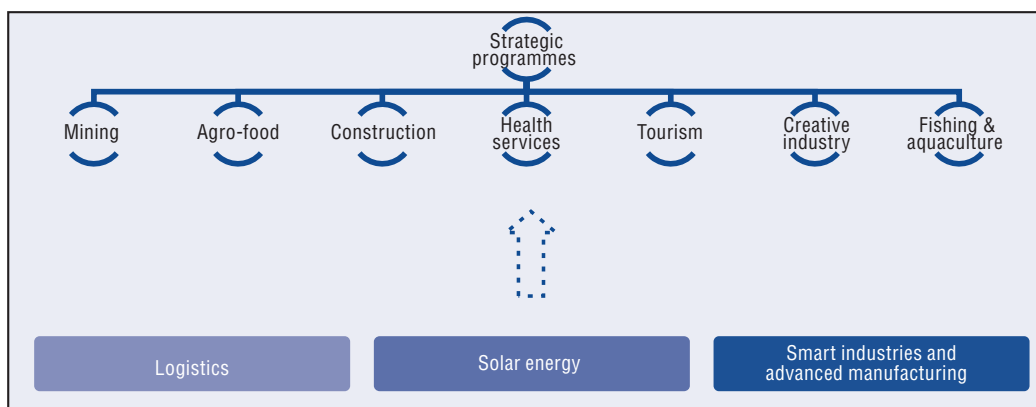 Strategic
programmes
Mining
Agro-food
Construction
Health
services
Tourism
Creative
industry
Fishing &
aquaculture
Logistics
Solar energy
Smart industries and
advanced manufacturing